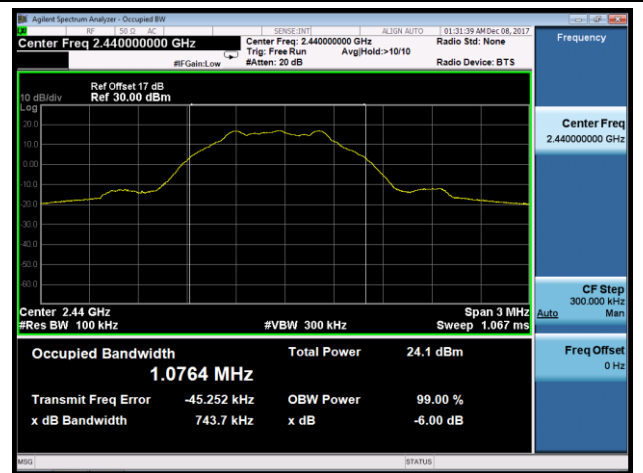 Agilent Spectrum Analyzer - Occupied BW
RF 50 Ω AC SENSE:INT ALIGN AUTO 01:31:39 AM Dec 08, 2017
Center Freq 2.440000000 GHz Center Freq: 2.440000000 GHz Radio Std: None
Trig: Free Run Avg|Hold:>10/10
#IFGain:Low #Atten: 20 dB Radio Device: BTS
Frequency
Ref Offset 17 dB
10 dB/div Ref 30.00 dBm
Log
20.0
10.0
0.00
-10.0
-20.0
-30.0
-40.0
-50.0
-60.0
Center 2.44 GHz Span 3 MHz
#Res BW 100 kHz #VBW 300 kHz Sweep 1.067 ms
Center Freq
2.440000000 GHz
CF Step
300.000 kHz
Auto Man
Freq Offset
0 Hz
Occupied Bandwidth Total Power 24.1 dBm
1.0764 MHz
Transmit Freq Error -45.252 kHz OBW Power 99.00 %
x dB Bandwidth 743.7 kHz x dB -6.00 dB
MSG STATUS